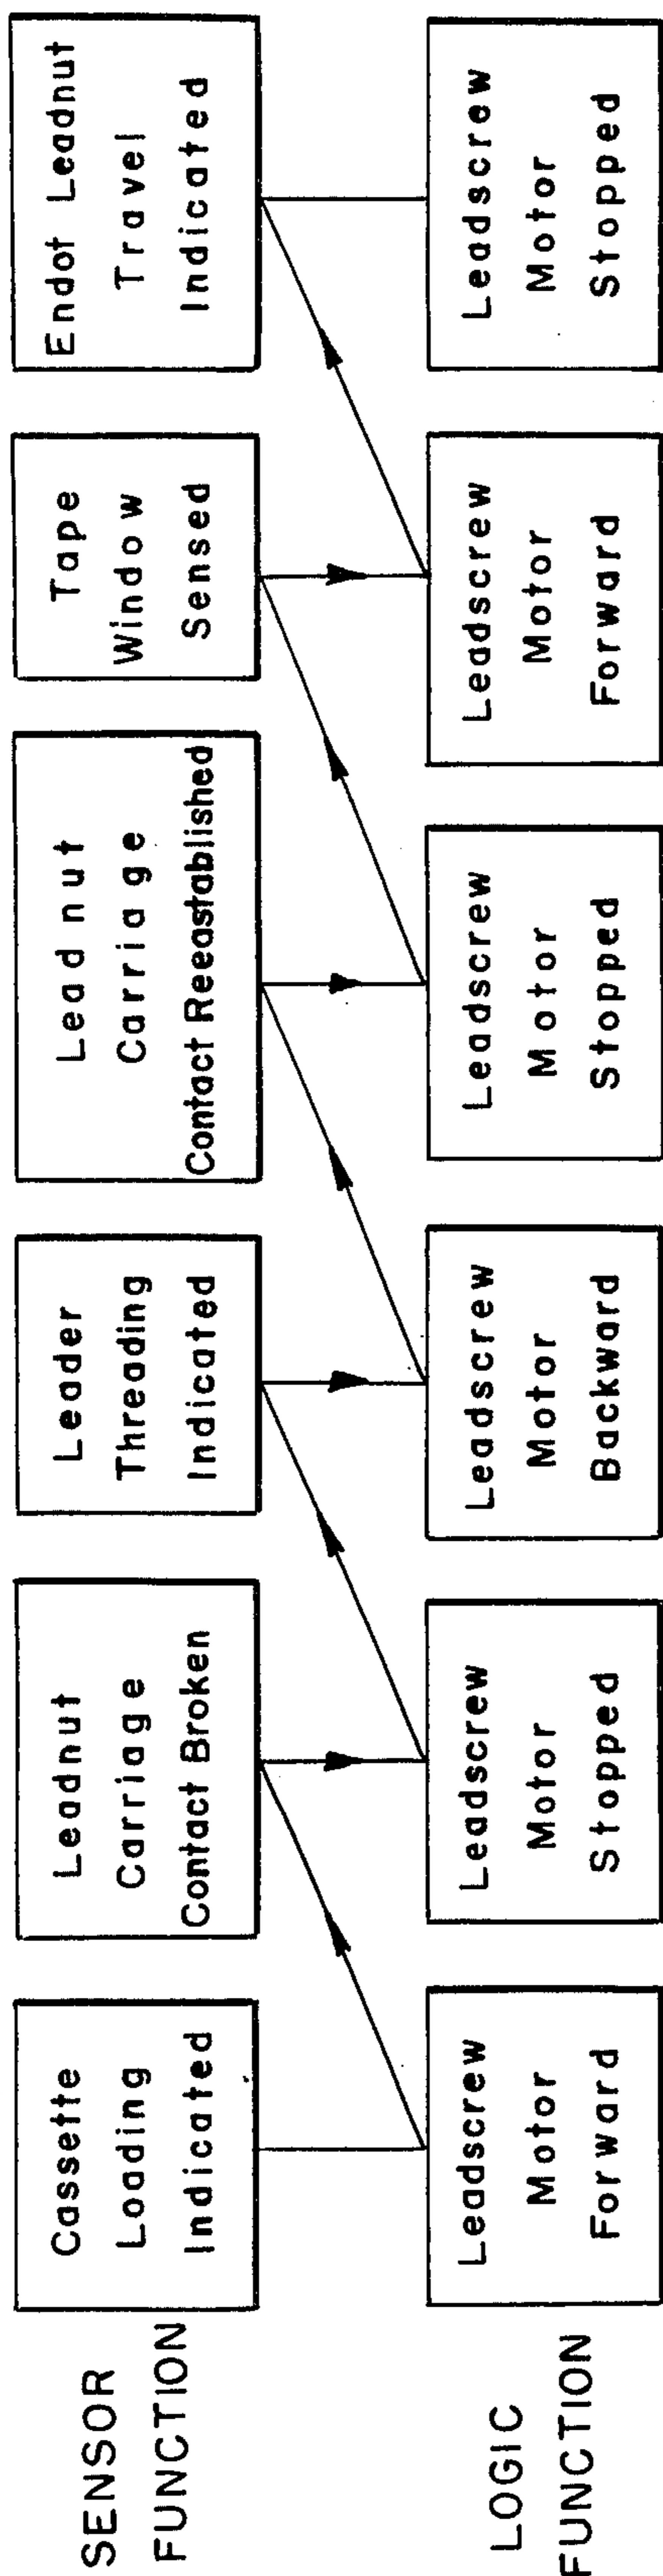 SENSOR
FUNCTION
Cassette
Loading
Indicated
Leadnut
Carriage
Contact Broken
Leader
Threading
Indicated
Leadnut
Carriage
Contact Reeastablished
Tape
Window
Sensed
Endot Leadnut
Travel
Indicated
LOGIC
FUNCTION
Leadscrew
Motor
Forward
Leadscrew
Motor
Stopped
Leadscrew
Motor
Backward
Leadscrew
Motor
Stopped
Leadscrew
Motor
Forward
Leadscrew
Motor
Stopped